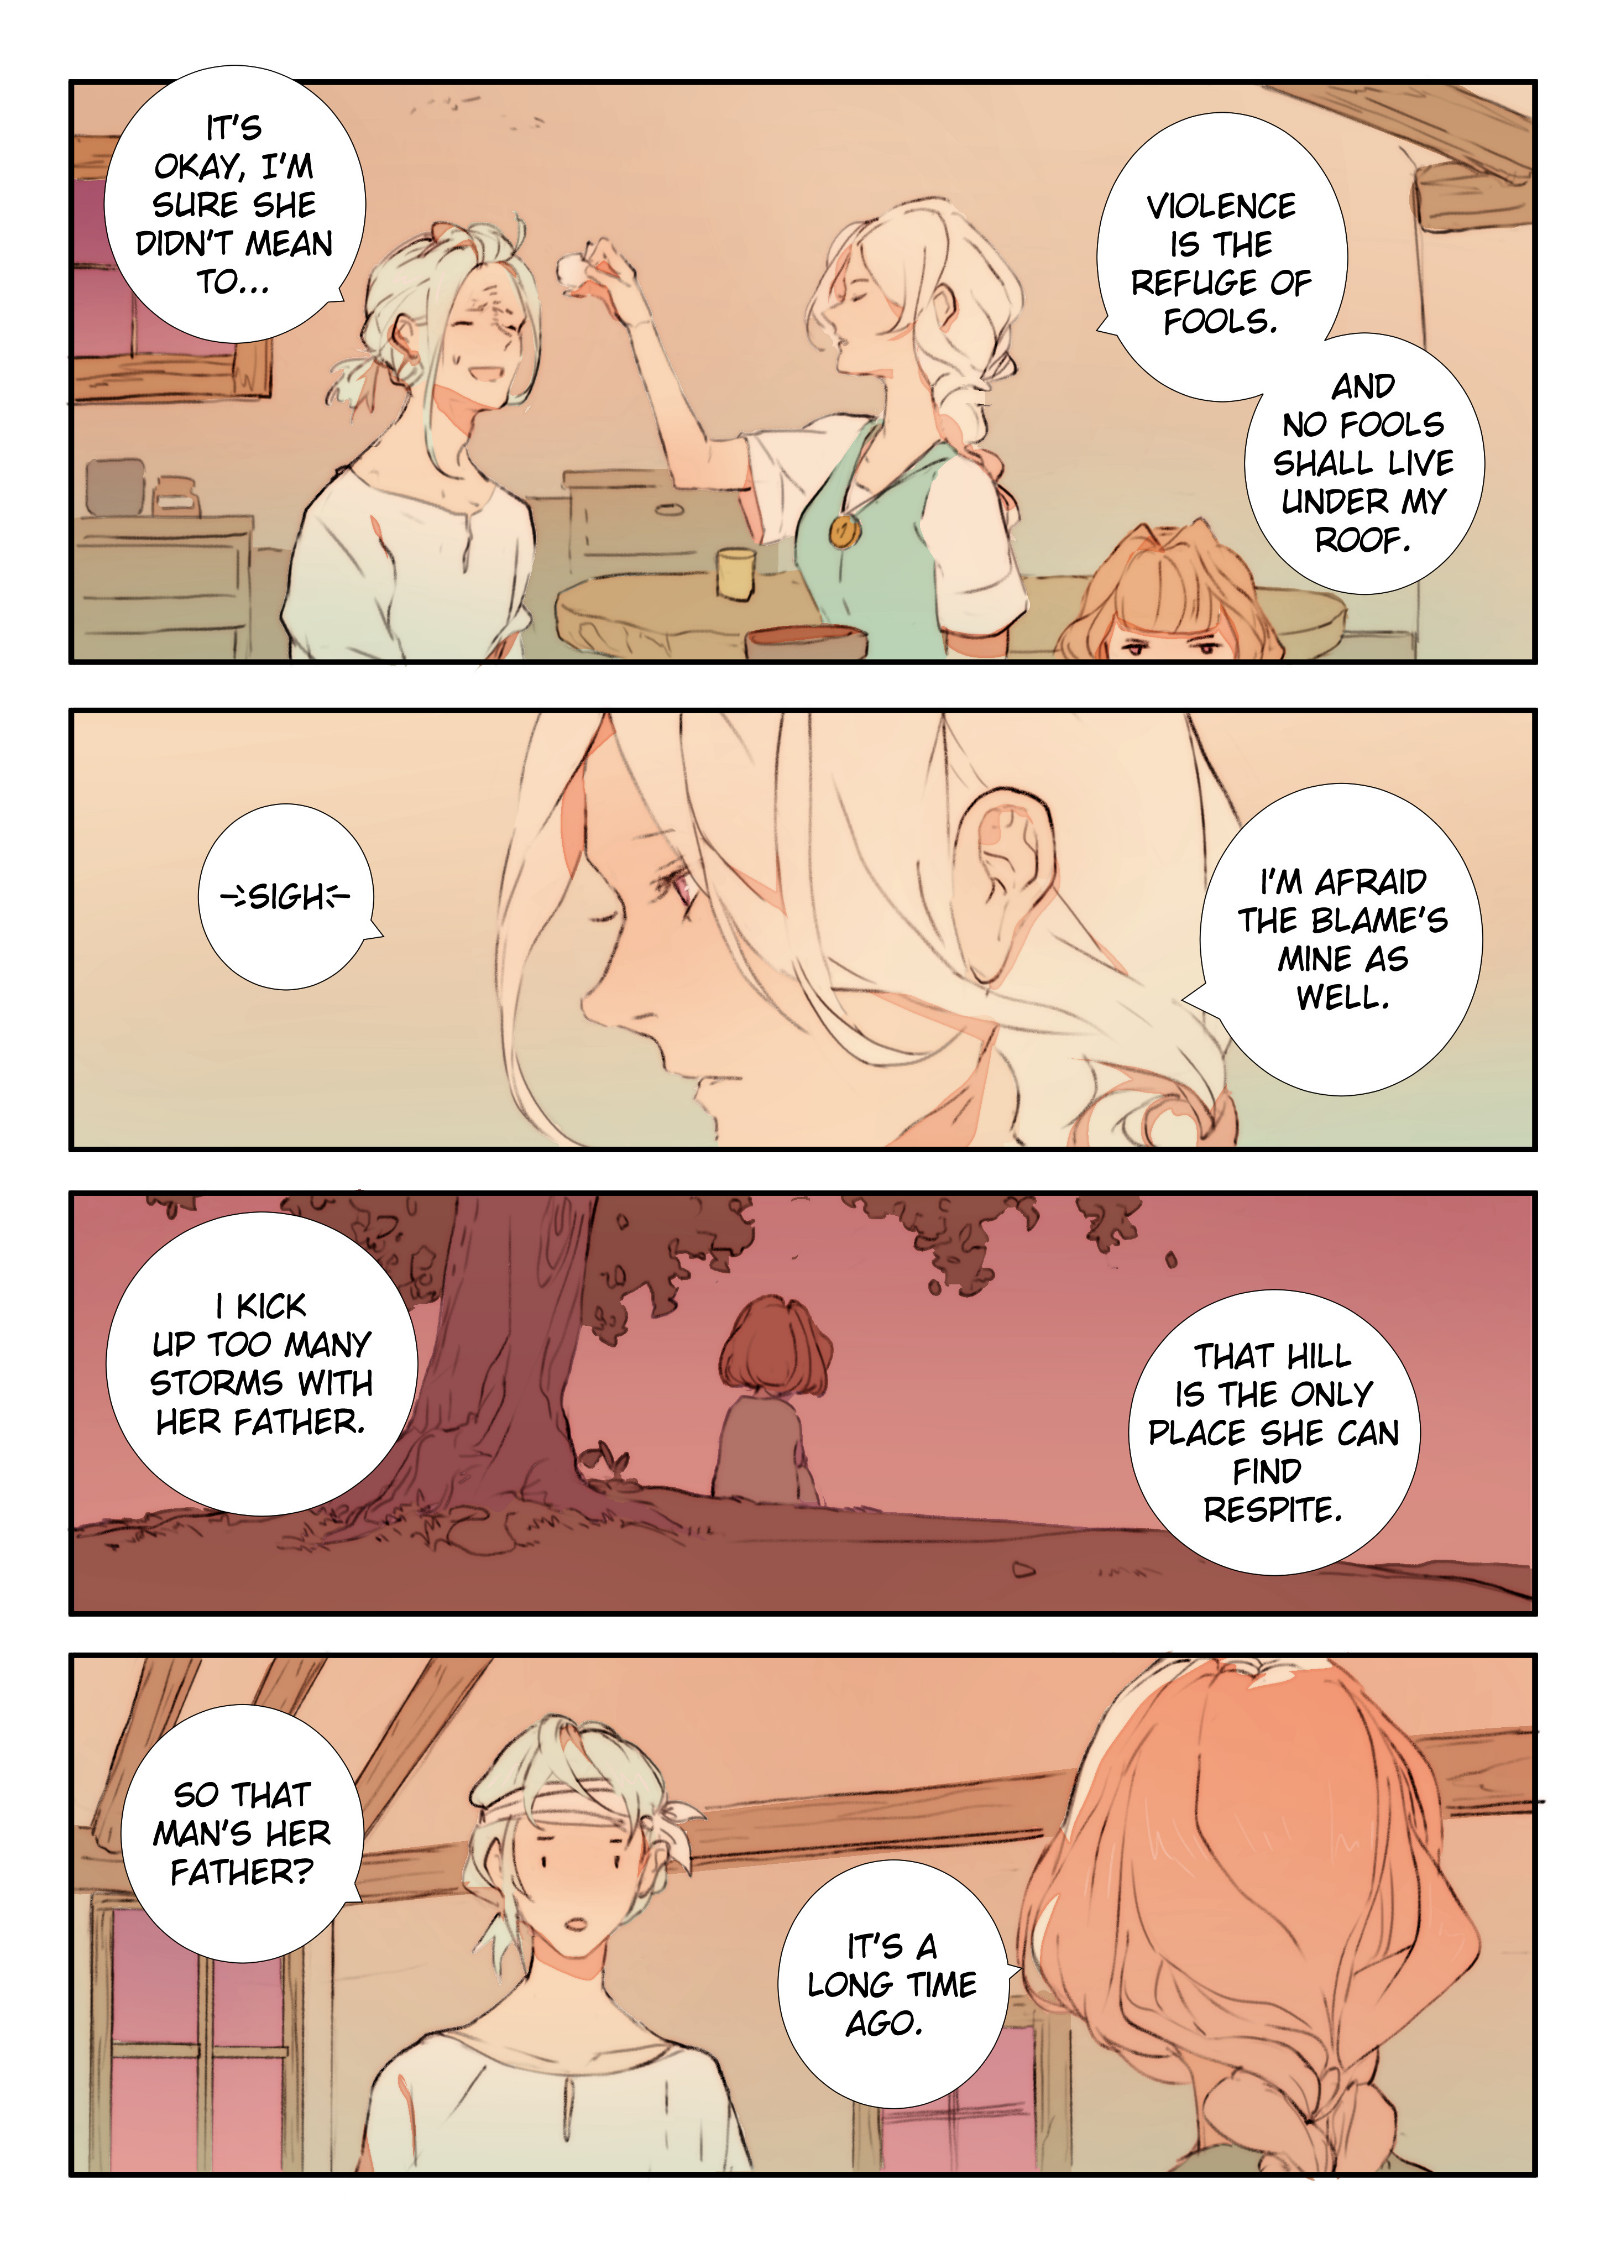 IT'S
OKAY, I'M
SURE SHE
DIDN'T MEAN
TO...
VIOLENCE
IS THE
REFUGE OF
FOOLS.
AND
NO FOOLS
SHALL LIVE
UNDER MY
ROOF.
SIGH
I'M AFRAID
THE BLAME'S
MINE AS
WELL.
I KICK
UP TOO MANY
STORMS WITH
HER FATHER.
THAT HILL
IS THE ONLY
PLACE SHE CAN
FIND
RESPITE.
SO THAT
MAN'S HER
FATHER?
IT'S A
LONG TIME
AGO.